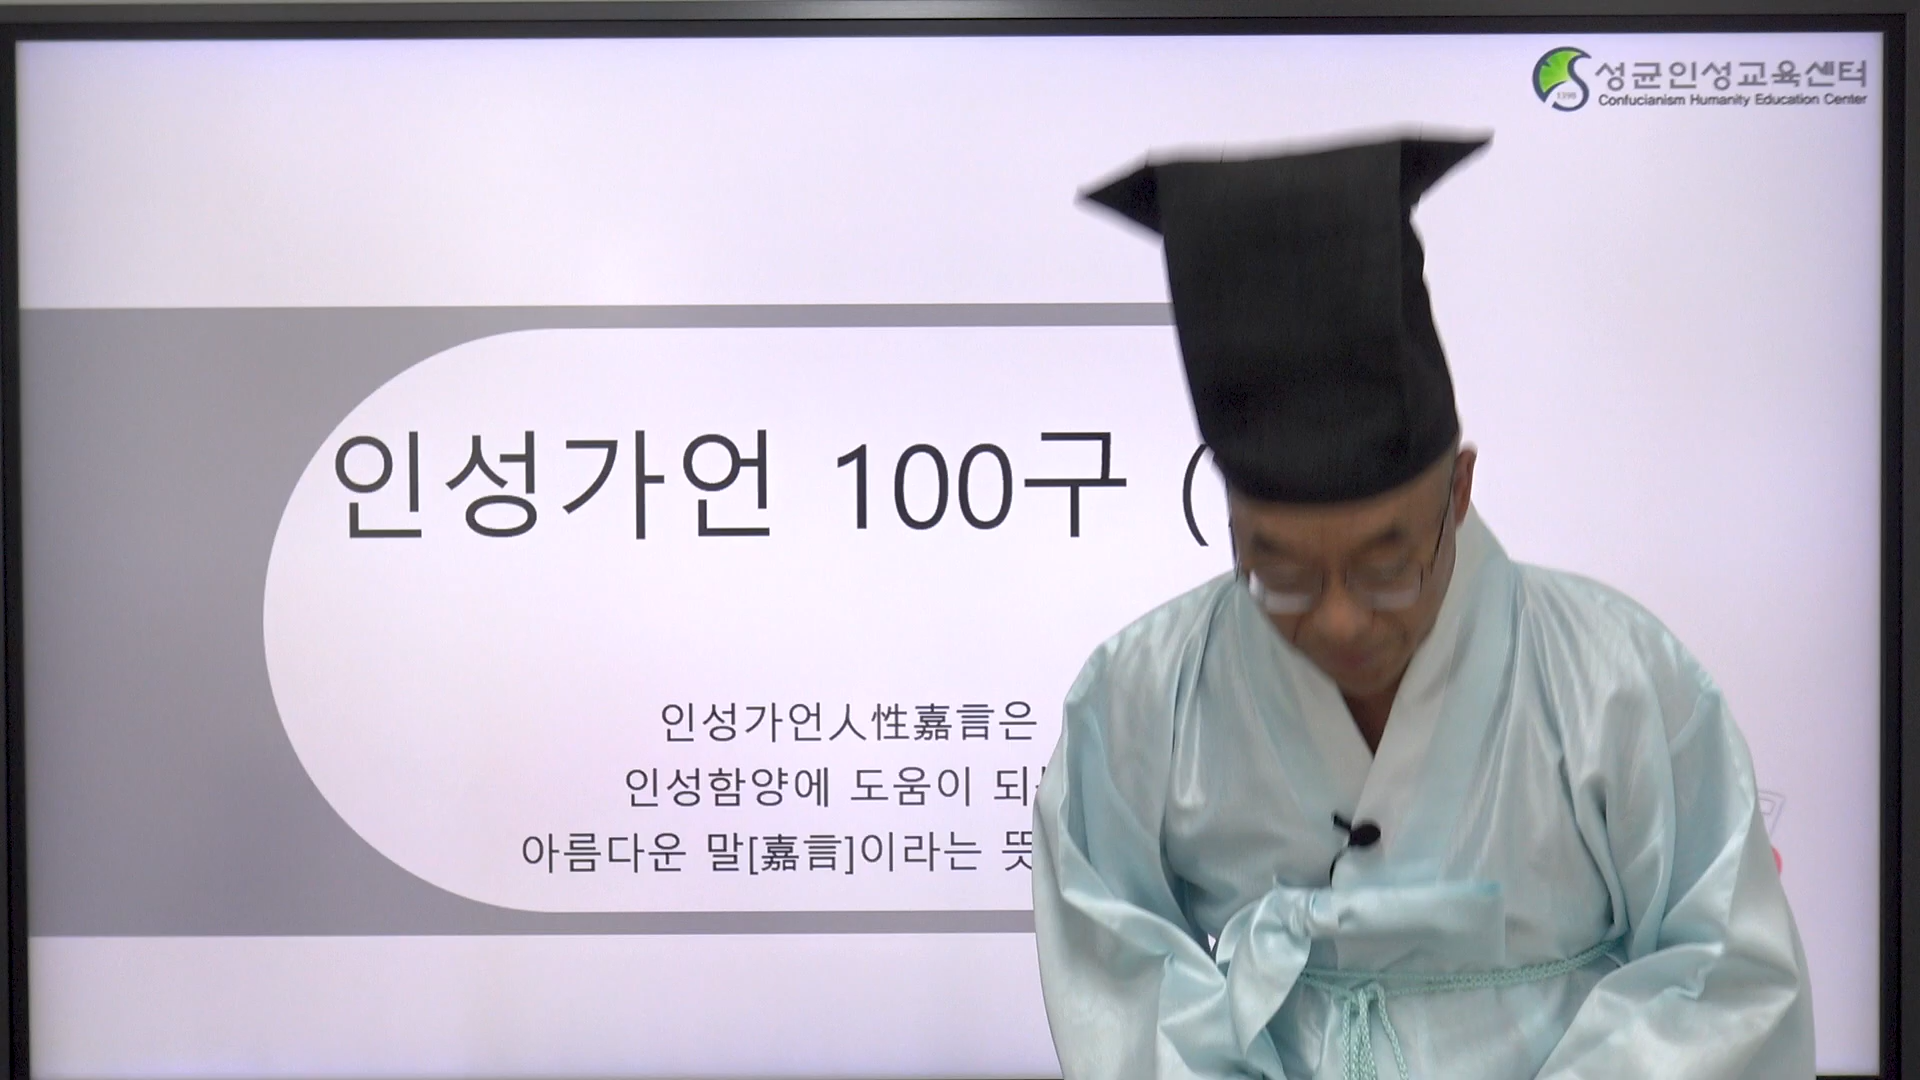 성균인성교육센터
1398
Confucianism Humanity Education Center
인성가언 100구 (
인성가언人性嘉言은
인성함양에 도움이
아름다운 말[嘉言]이라는